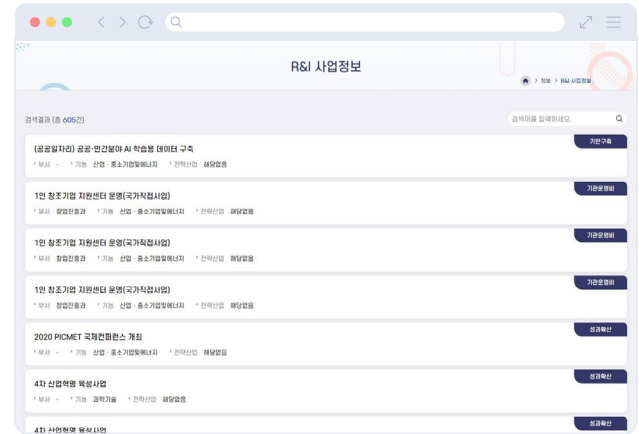 R&I 사업정보
> 정보 > R&I 사업정보
검색결과 (총 605건)
검색어를 입력하세요.
기반구축
(공공일자리) 공공·민간분야 AI 학습용 데이터 구축
부서 - 기능 산업·중소기업및에너지 전략산업 해당없음
기관운영비
1인 창조기업 지원센터 운영(국가직접사업)
부서 창업진흥과 기능 산업·중소기업및에너지 전략산업 해당없음
기관운영비
1인 창조기업 지원센터 운영(국가직접사업)
부서 창업진흥과 기능 산업·중소기업및에너지 전략산업 해당없음
기관운영비
1인 창조기업 지원센터 운영(국가직접사업)
부서 창업진흥과 기능 산업·중소기업및에너지 전략산업 해당없음
성과확산
2020 PICMET 국제컨퍼런스 개최
부서 - 기능 산업·중소기업및에너지 전략산업 해당없음
성과확산
4차 산업혁명 육성사업
부서 - 기능 과학기술 전략산업 해당없음
성과확산
4차 산업혁명 육성사업